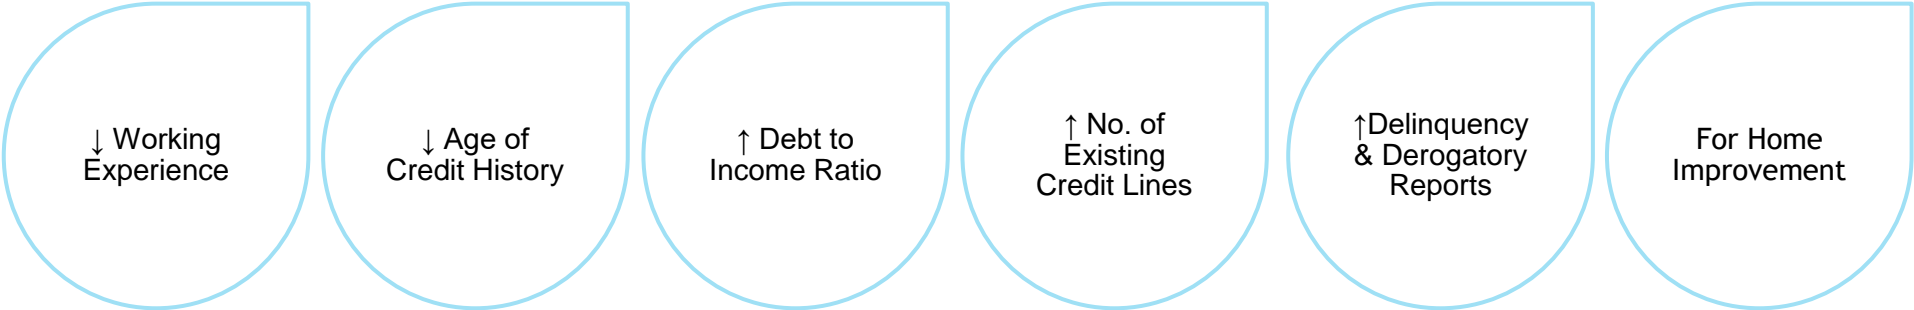 ↓ Working
Experience
↓ Age of
Credit History
↑ Debt to
Income Ratio
↑ No. of
Existing
Credit Lines
↑Delinquency
& Derogatory
Reports
For Home
Improvement